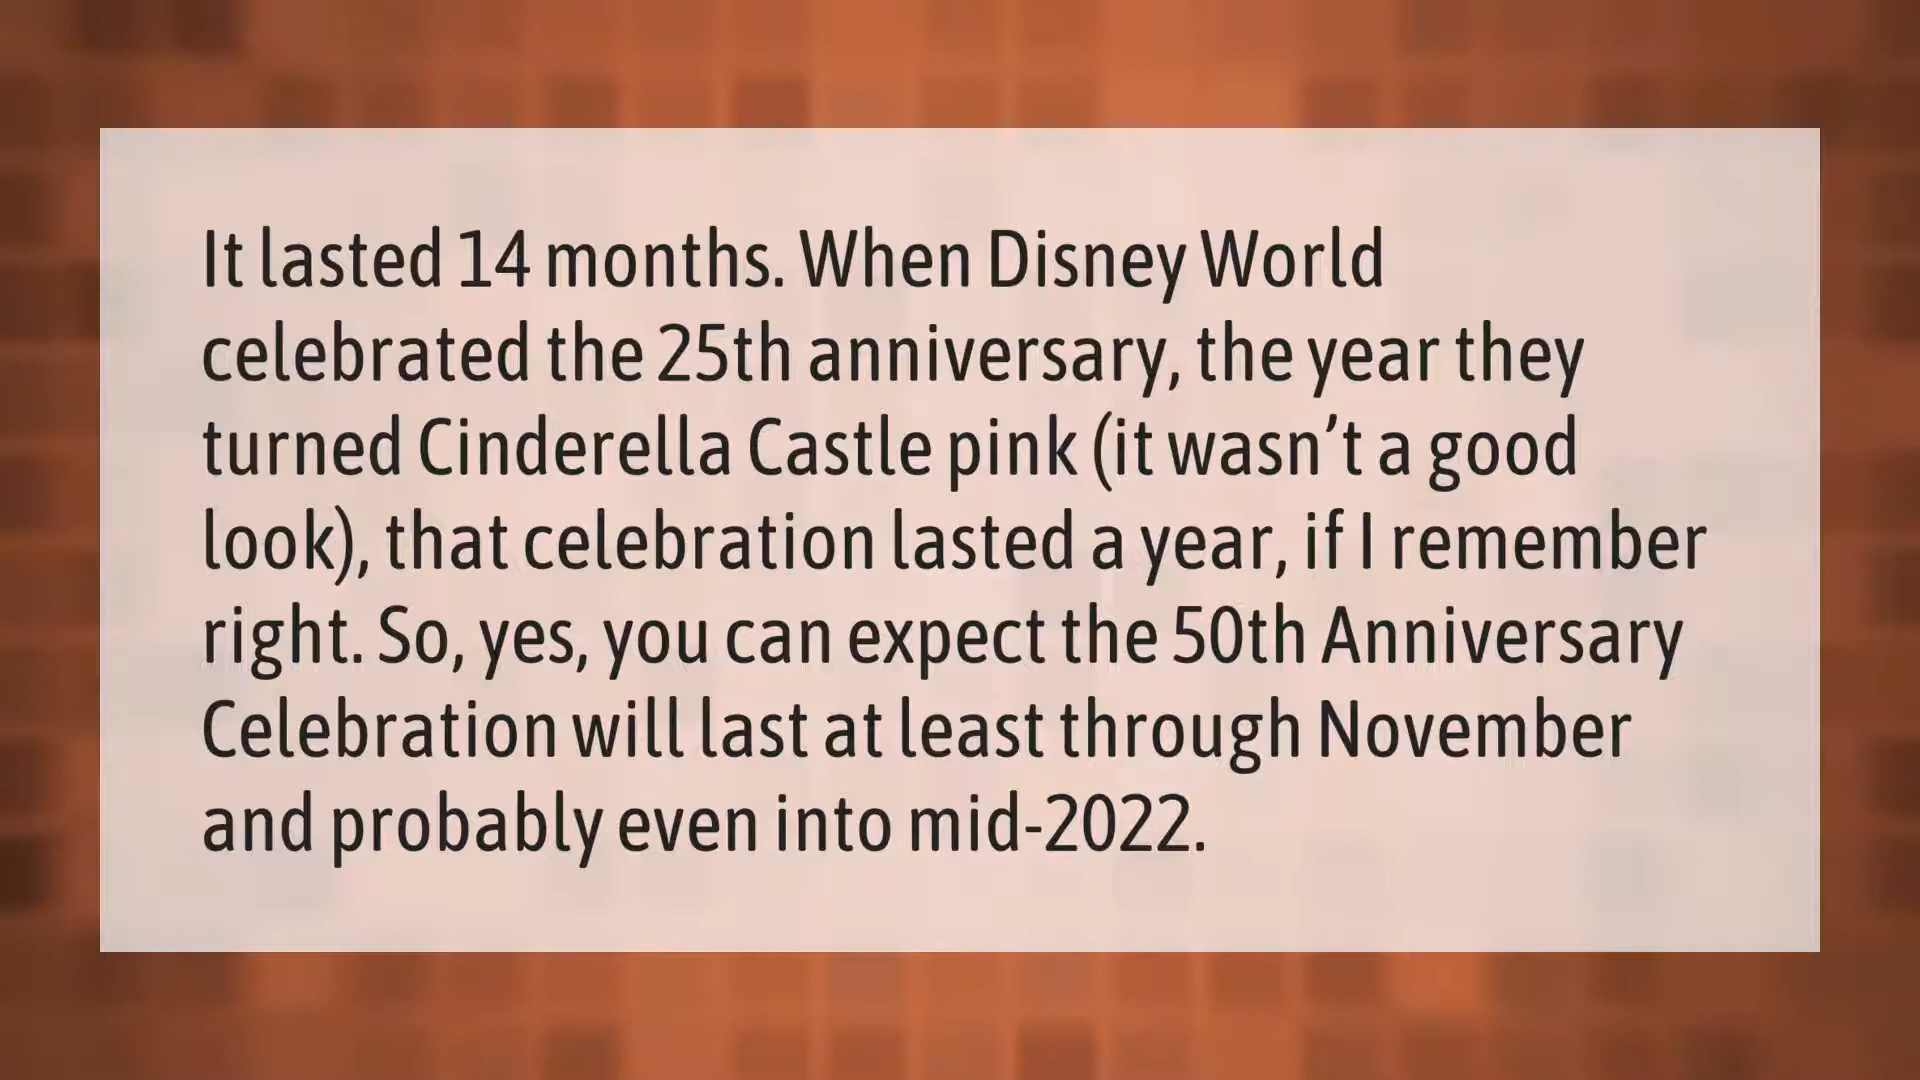 It lasted 14 months. When Disney World
celebrated the 25th anniversary, the year they
turned Cinderella Castle pink (it wasn’t a good
look), that celebration lasted a year, if I remember
right. So, yes, you can expect the 50th Anniversary
Celebration will last at least through November
and probably even into mid-2022.